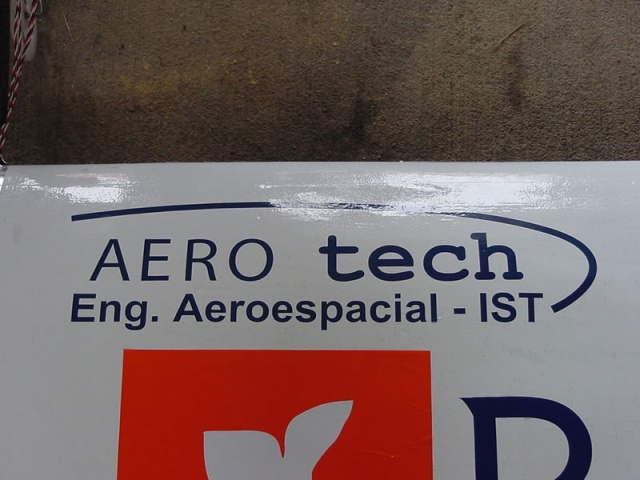 AERO tech
Eng. Aeroespacial - IST